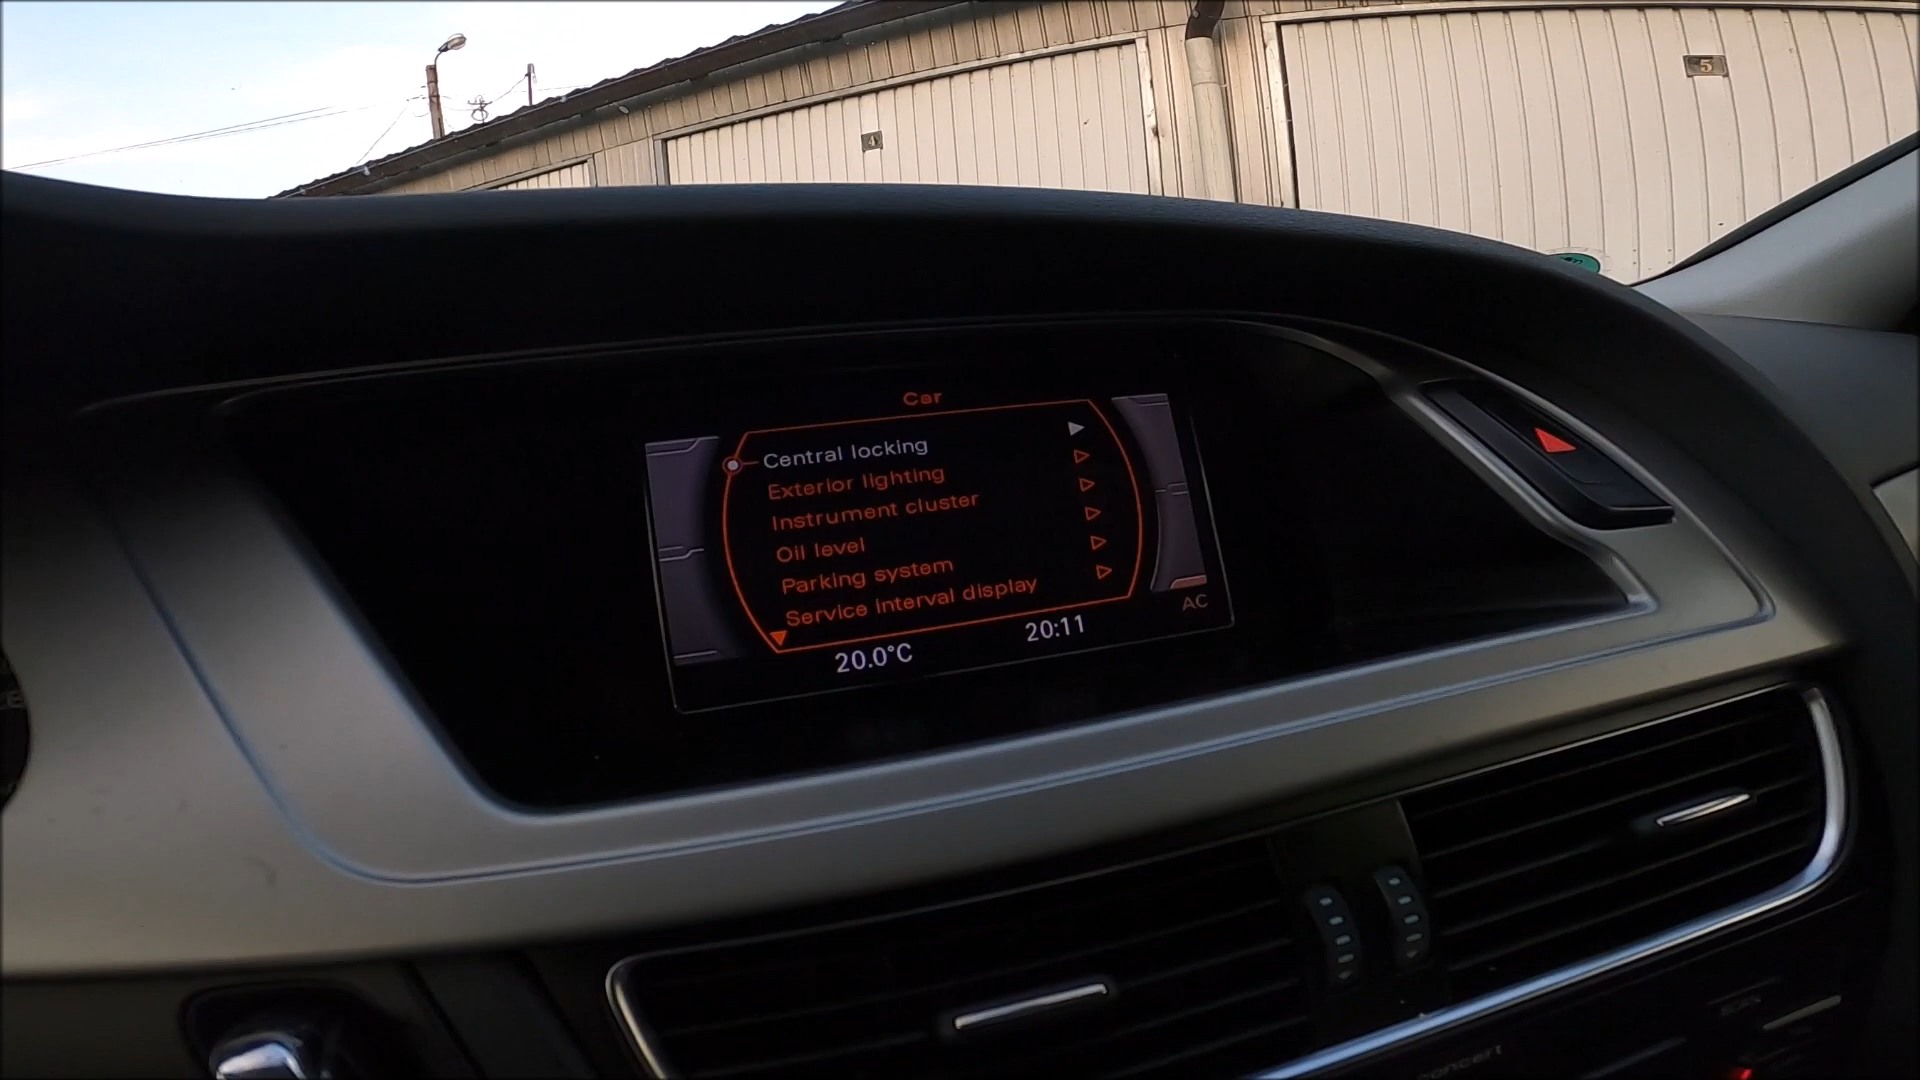 4
5
Car
Central locking
Exterior lighting
Instrument cluster
Oil level
Parking system
Service interval display
20.0°C
20:11
AC
concert